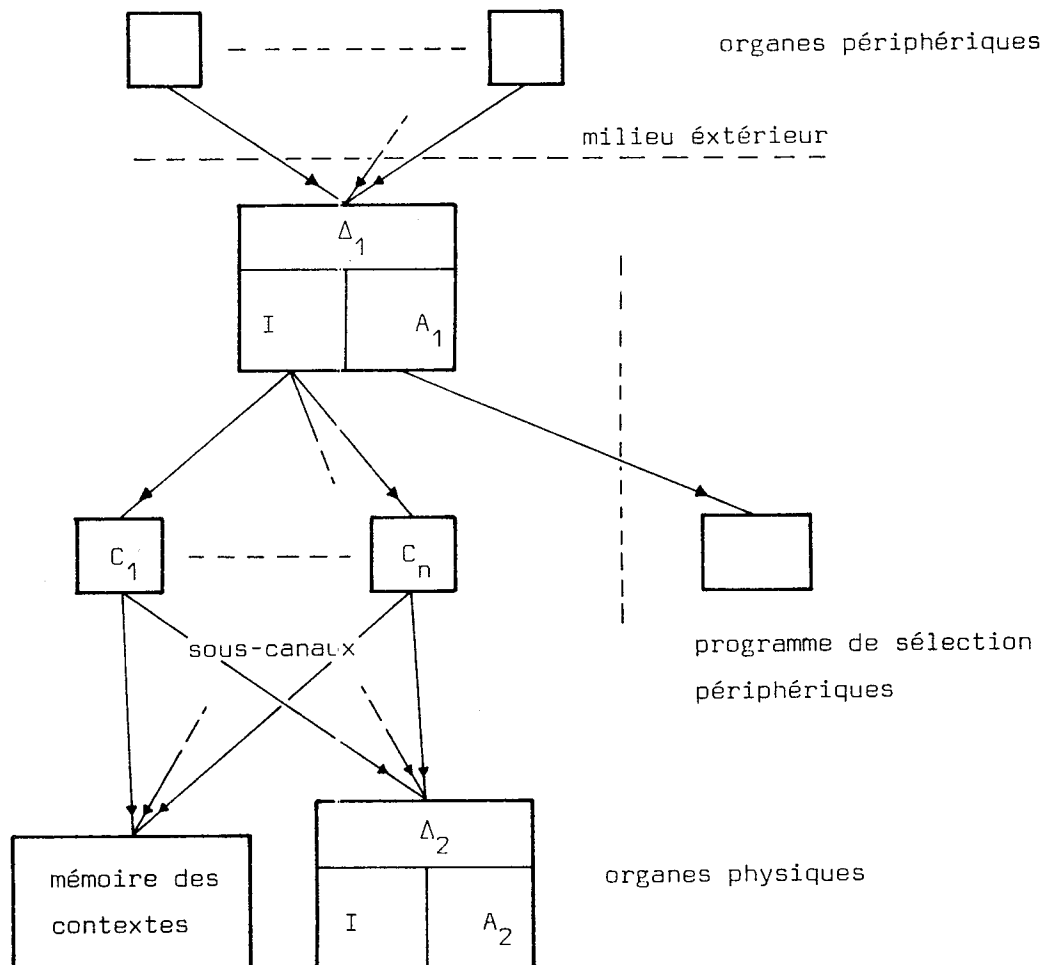 organes périphériques
milieu éxtérieur
Δ₁
I A₁
C₁ Cₙ
sous-canaux
programme de sélection
périphériques
Δ₂
mémoire des
contextes
organes physiques
I A₂